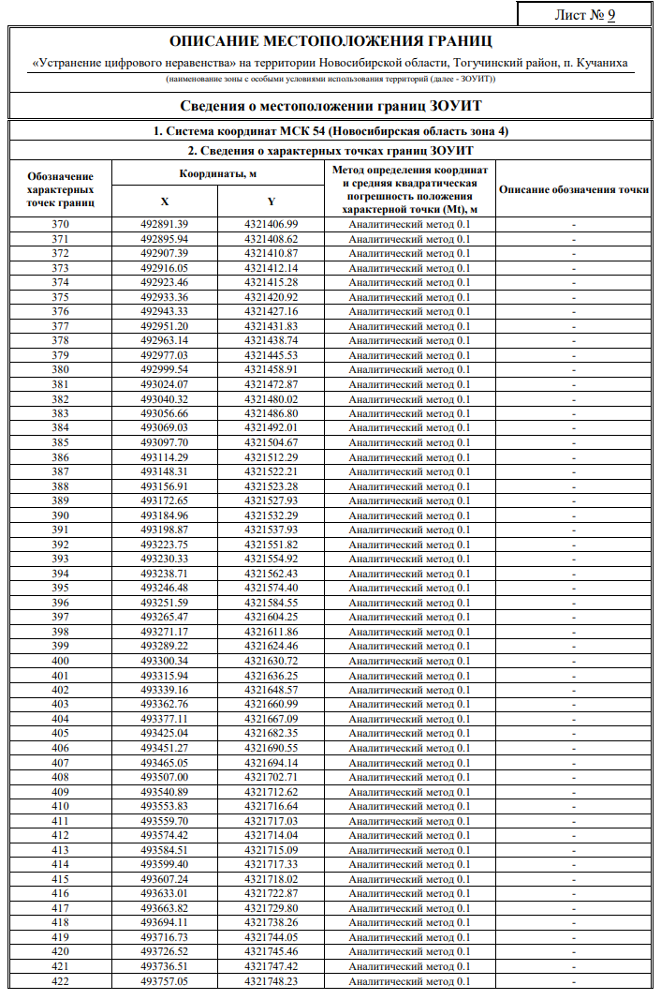 Лист № 9
ОПИСАНИЕ МЕСТОПОЛОЖЕНИЯ ГРАНИЦ
«Устранение цифрового неравенства» на территории Новосибирской области, Тогучинский район, п. Кучаниха
(наименование зоны с особыми условиями использования территорий (далее - ЗОУИТ))
Сведения о местоположении границ ЗОУИТ
1. Система координат МСК 54 (Новосибирская область зона 4)
2. Сведения о характерных точках границ ЗОУИТ
Обозначение характерных точек границ
Координаты, м
X
Y
Метод определения координат и средняя квадратическая погрешность положения характерной точки (Mt), м
Описание обозначения точки
370 492891.39 4321406.99 Аналитический метод 0.1 -
371 492895.94 4321408.62 Аналитический метод 0.1 -
372 492907.39 4321410.87 Аналитический метод 0.1 -
373 492916.05 4321412.14 Аналитический метод 0.1 -
374 492923.46 4321415.28 Аналитический метод 0.1 -
375 492933.36 4321420.92 Аналитический метод 0.1 -
376 492943.33 4321427.16 Аналитический метод 0.1 -
377 492951.20 4321431.83 Аналитический метод 0.1 -
378 492963.14 4321438.74 Аналитический метод 0.1 -
379 492977.03 4321445.53 Аналитический метод 0.1 -
380 492999.54 4321458.91 Аналитический метод 0.1 -
381 493024.07 4321472.87 Аналитический метод 0.1 -
382 493040.32 4321480.02 Аналитический метод 0.1 -
383 493056.66 4321486.80 Аналитический метод 0.1 -
384 493069.03 4321492.01 Аналитический метод 0.1 -
385 493097.70 4321504.67 Аналитический метод 0.1 -
386 493114.29 4321512.29 Аналитический метод 0.1 -
387 493148.31 4321522.21 Аналитический метод 0.1 -
388 493156.91 4321523.28 Аналитический метод 0.1 -
389 493172.65 4321527.93 Аналитический метод 0.1 -
390 493184.96 4321532.29 Аналитический метод 0.1 -
391 493198.87 4321537.93 Аналитический метод 0.1 -
392 493223.75 4321551.82 Аналитический метод 0.1 -
393 493230.33 4321554.92 Аналитический метод 0.1 -
394 493238.71 4321562.43 Аналитический метод 0.1 -
395 493246.48 4321574.40 Аналитический метод 0.1 -
396 493251.59 4321584.55 Аналитический метод 0.1 -
397 493265.47 4321604.25 Аналитический метод 0.1 -
398 493271.17 4321611.86 Аналитический метод 0.1 -
399 493289.22 4321624.46 Аналитический метод 0.1 -
400 493300.34 4321630.72 Аналитический метод 0.1 -
401 493315.94 4321636.25 Аналитический метод 0.1 -
402 493339.16 4321648.57 Аналитический метод 0.1 -
403 493362.76 4321660.99 Аналитический метод 0.1 -
404 493377.11 4321667.09 Аналитический метод 0.1 -
405 493425.04 4321682.35 Аналитический метод 0.1 -
406 493451.27 4321690.55 Аналитический метод 0.1 -
407 493465.05 4321694.14 Аналитический метод 0.1 -
408 493507.00 4321702.71 Аналитический метод 0.1 -
409 493540.89 4321712.62 Аналитический метод 0.1 -
410 493553.83 4321716.64 Аналитический метод 0.1 -
411 493559.70 4321717.03 Аналитический метод 0.1 -
412 493574.42 4321714.04 Аналитический метод 0.1 -
413 493584.51 4321715.09 Аналитический метод 0.1 -
414 493599.40 4321717.33 Аналитический метод 0.1 -
415 493607.24 4321718.02 Аналитический метод 0.1 -
416 493633.01 4321722.87 Аналитический метод 0.1 -
417 493663.82 4321729.80 Аналитический метод 0.1 -
418 493694.11 4321738.26 Аналитический метод 0.1 -
419 493716.73 4321744.05 Аналитический метод 0.1 -
420 493726.52 4321745.46 Аналитический метод 0.1 -
421 493736.51 4321747.42 Аналитический метод 0.1 -
422 493757.05 4321748.23 Аналитический метод 0.1 -